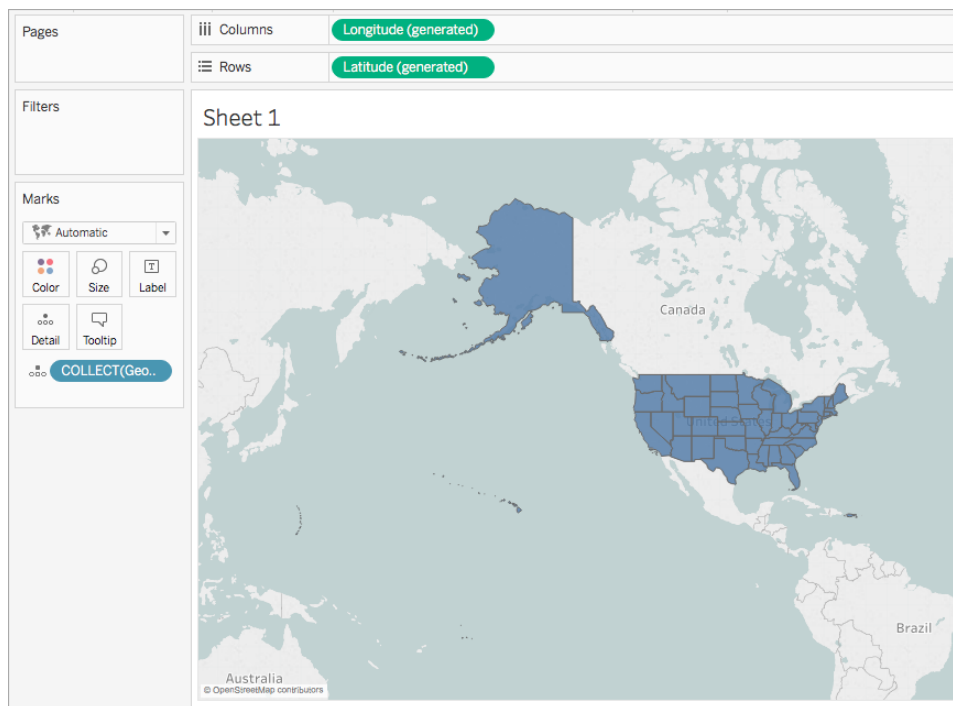 Pages
Columns
Longitude (generated)
Rows
Latitude (generated)
Filters
Sheet 1
Marks
Automatic
Color
Size
T
Label
Detail
Tooltip
COLLECT(Geo..
Canada
United States
Brazil
Australia
© OpenStreetMap contributors